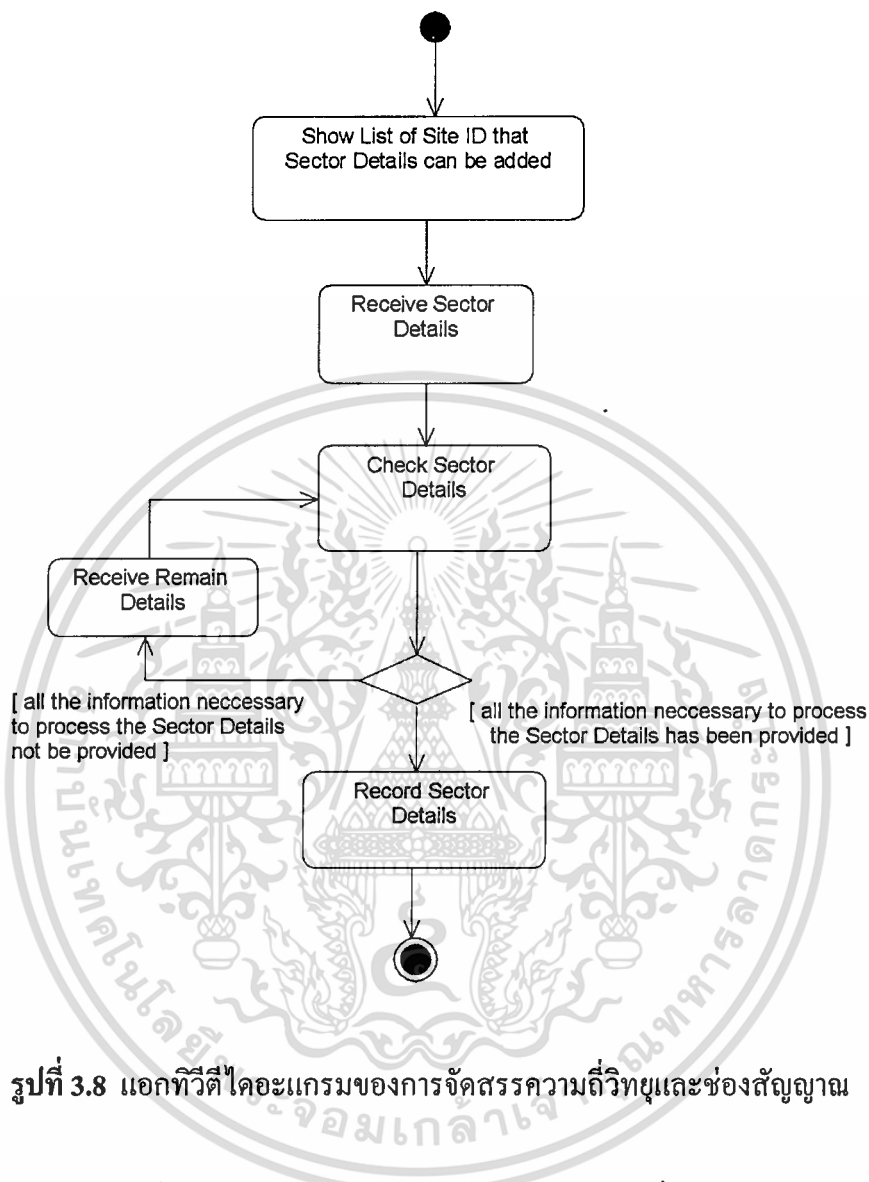 Show List of Site ID that
Sector Details can be added
Receive Sector
Details
Check Sector
Details
Receive Remain
Details
[ all the information neccessary
to process the Sector Details
not be provided ]
[ all the information neccessary to process
the Sector Details has been provided ]
Record Sector
Details
รูปที่ 3.8 แอกทิวีตีไดอะแกรมของการจัดสรรความถี่วิทยุและช่องสัญญาณ